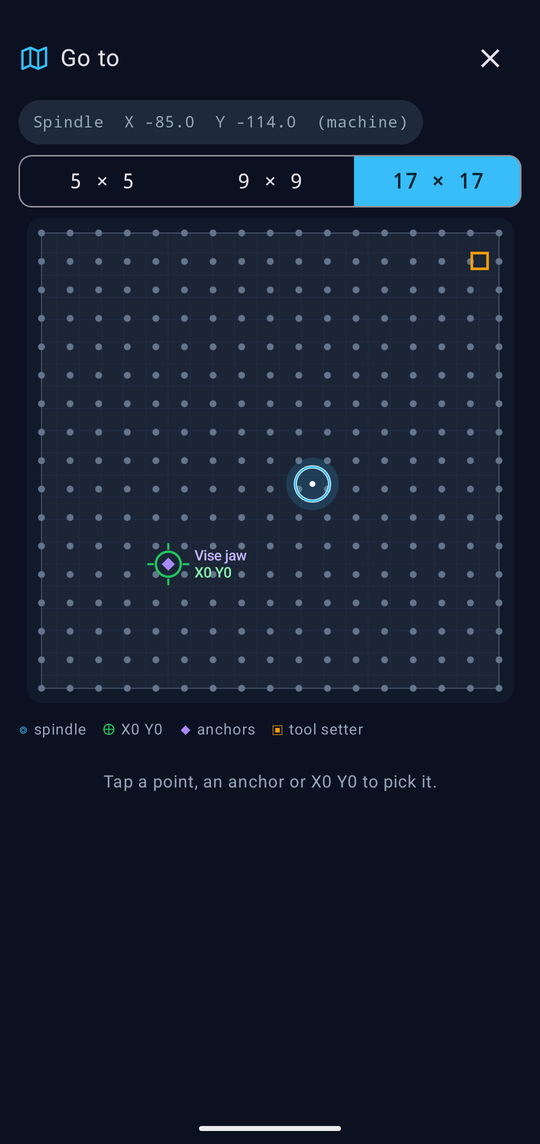 Go to
Spindle X -85.0 Y -114.0 (machine)
5 × 5 9 × 9 17 × 17
Vise jaw
X0 Y0
spindle X0 Y0 anchors tool setter
Tap a point, an anchor or X0 Y0 to pick it.